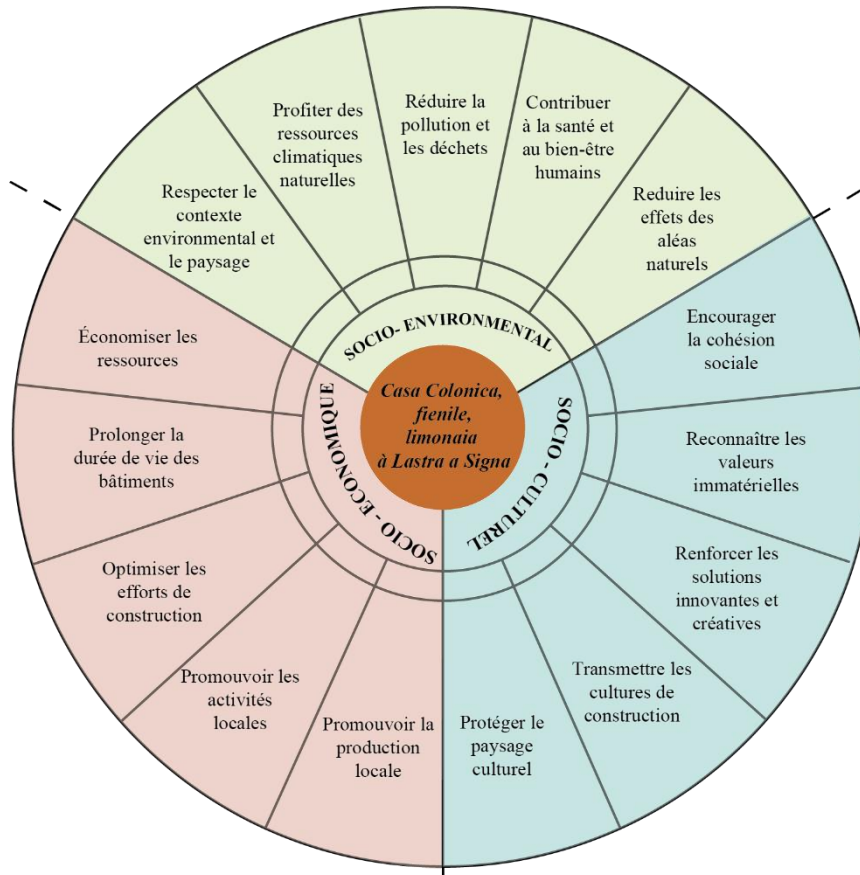 Respecter le
contexte
environmental et
le paysage
Profiter des
ressources
climatiques
naturelles
Réduire la
pollution et
les déchets
Contribuer
à la santé et
au bien-être
humains
Reduire les
effets des
aléas
naturels
Encourager
la cohésion
sociale
Reconnaître les
valeurs
immatérielles
Renforcer les
solutions
innovantes et
créatives
Transmettre les
cultures de
construction
Protéger le
paysage
culturel
Promouvoir la
production
locale
Promouvoir les
activités
locales
Optimiser les
efforts de
construction
Prolonger la
durée de vie des
bâtiments
Économiser les
ressources
SOCIO- ENVIRONMENTAL
SOCIO - CULTUREL
SOCIO - ECONOMIQUE
Casa Colonica,
fienile,
limonaia
à Lastra a Signa